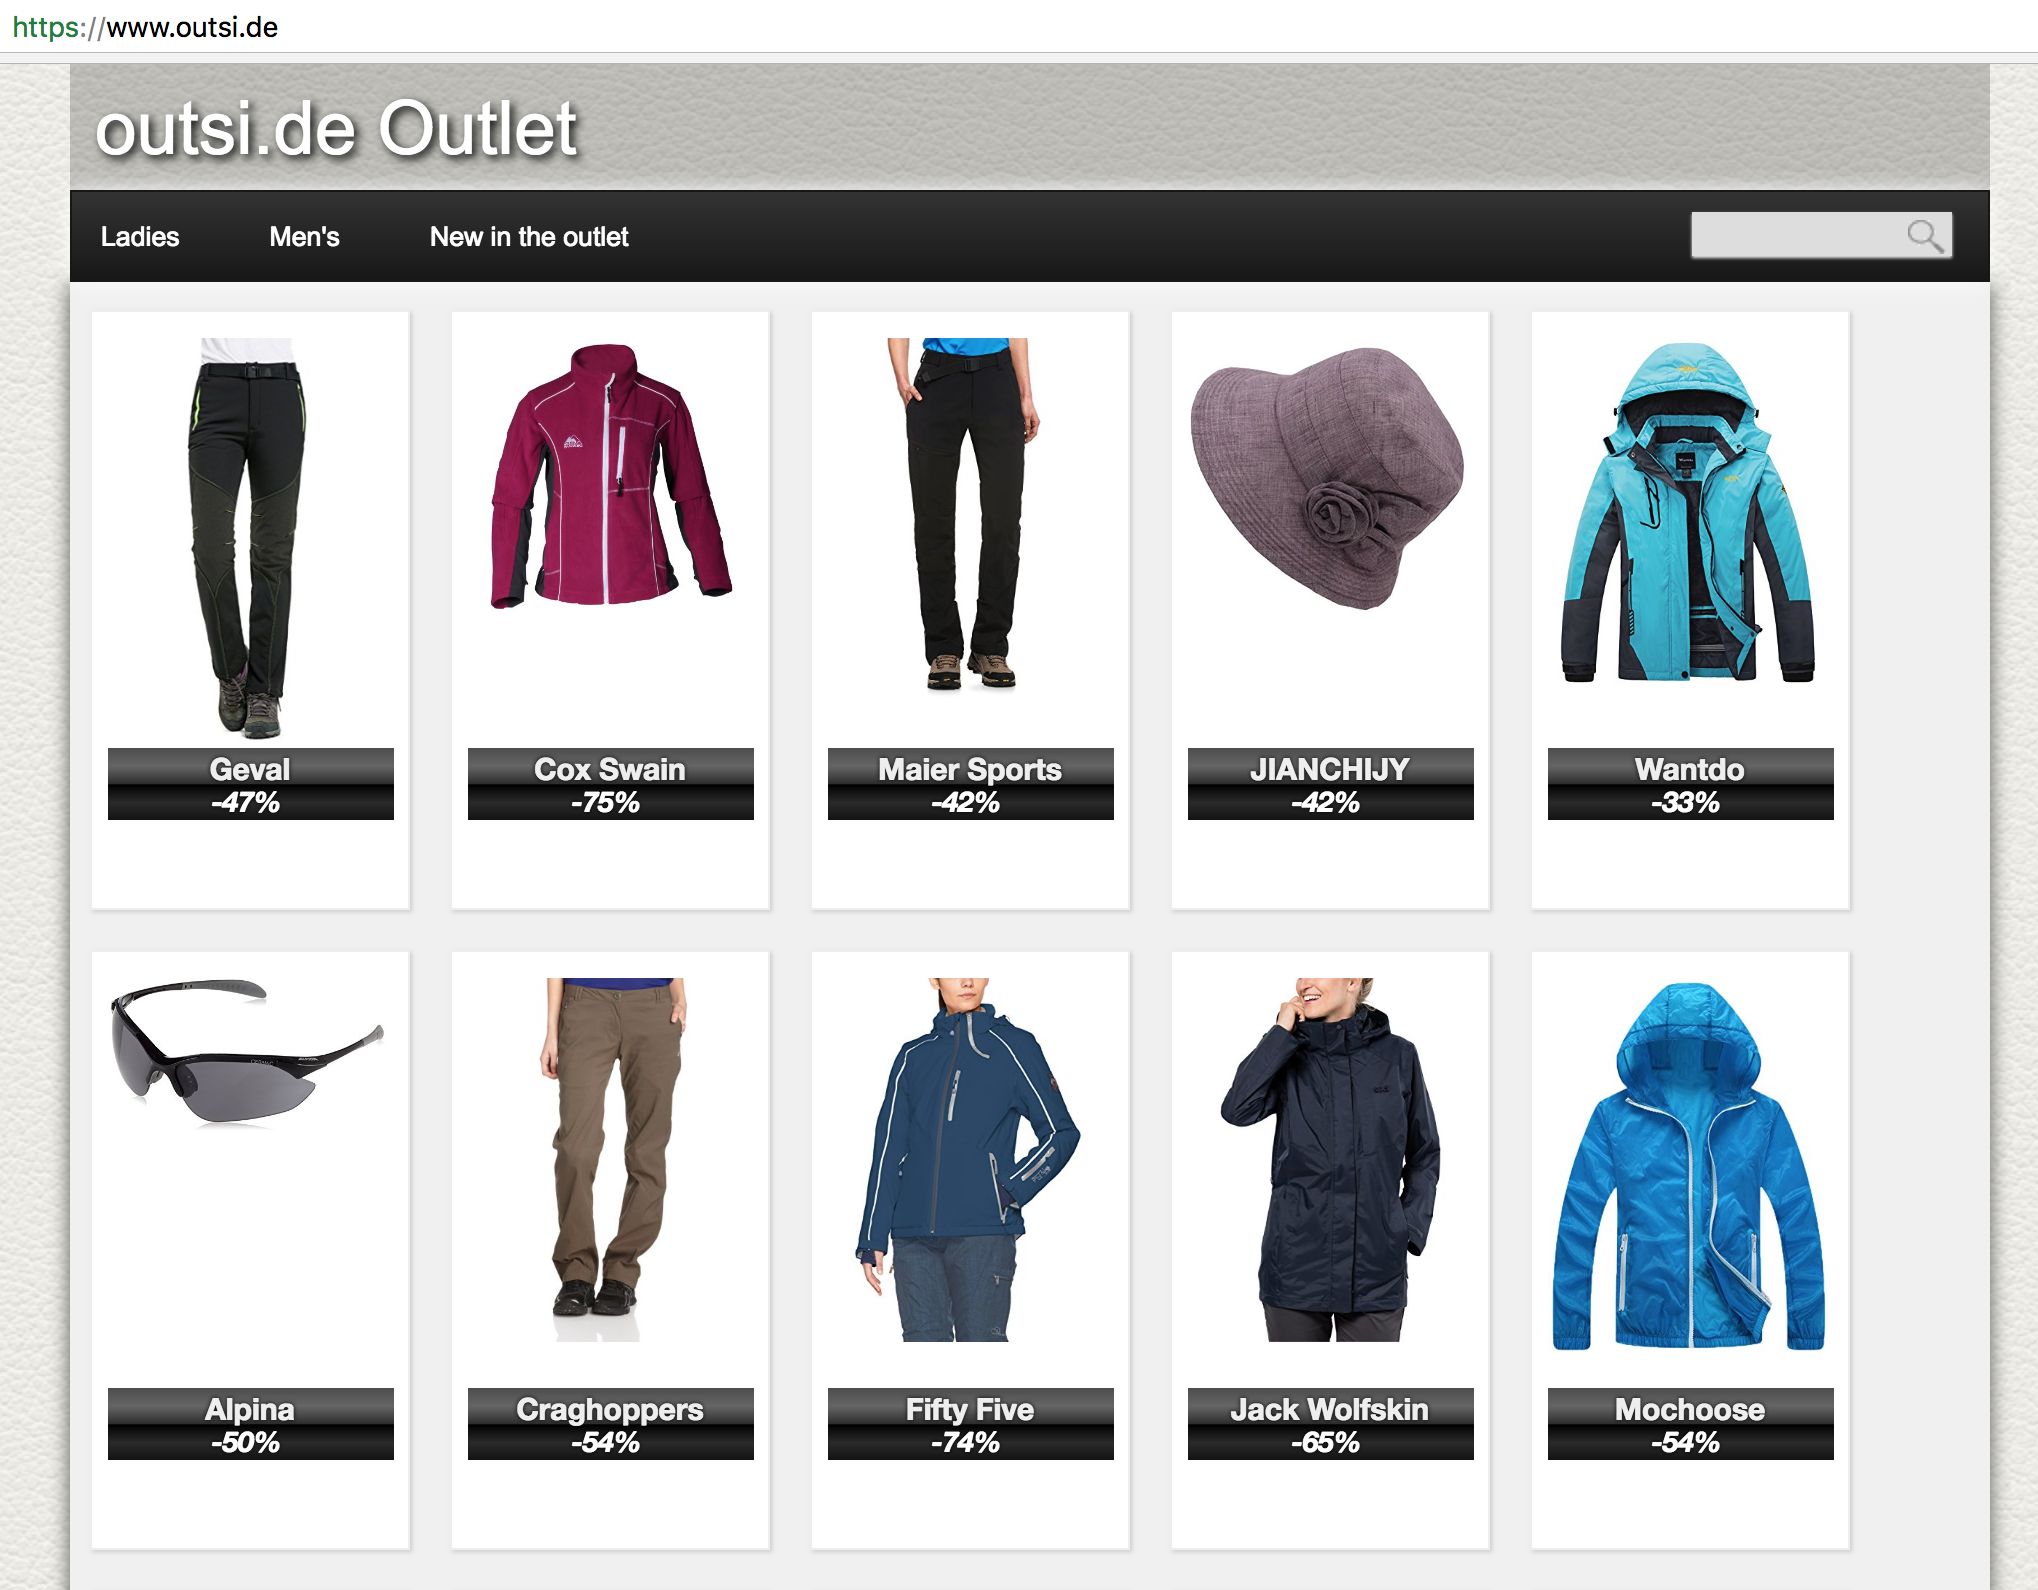 https://www.outsi.de
outsi.de Outlet
Ladies Men's New in the outlet
Geval
-47%
Cox Swain
-75%
Maier Sports
-42%
JIANCHIJY
-42%
Wantdo
-33%
Alpina
-50%
Craghoppers
-54%
Fifty Five
-74%
Jack Wolfskin
-65%
Mochoose
-54%